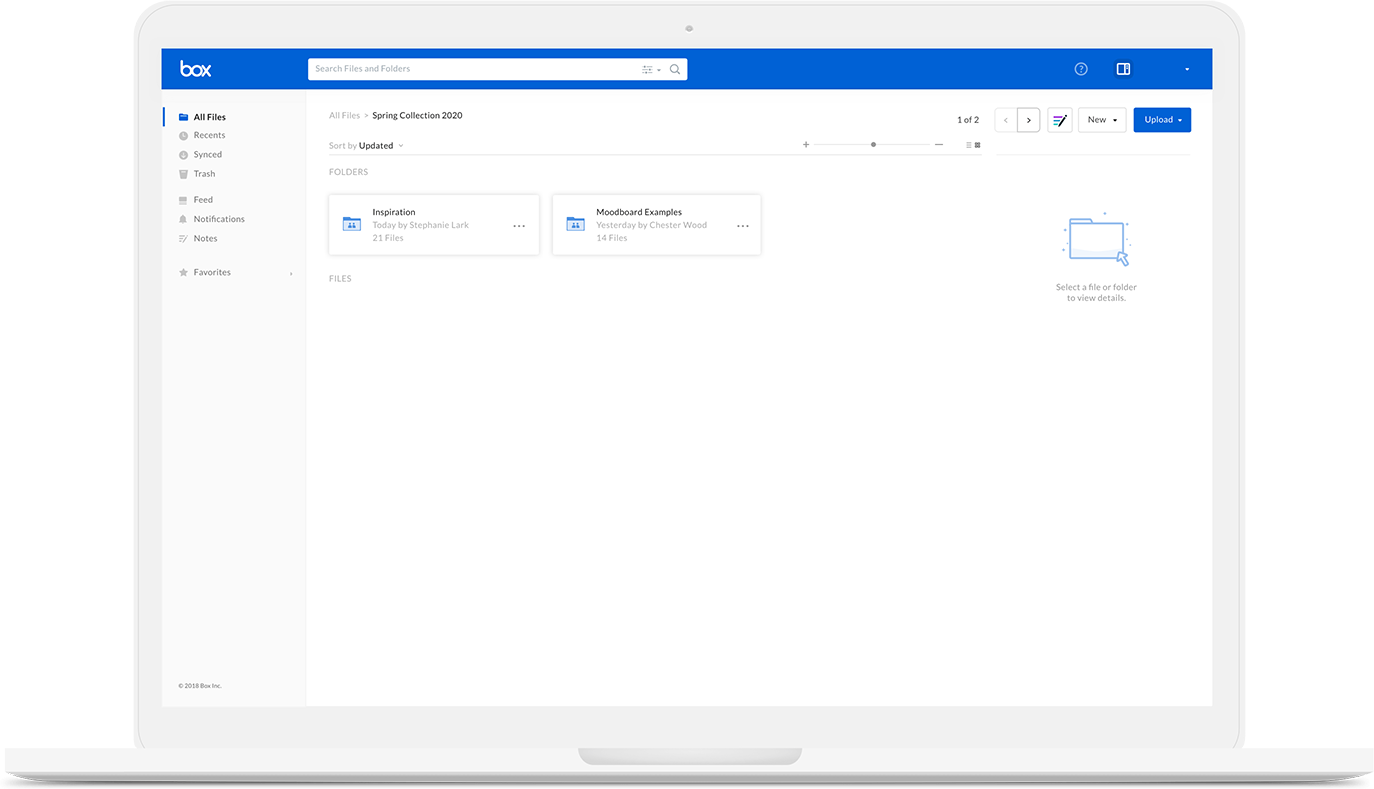 box
Search Files and Folders
?
All Files
Recents
Synced
Trash
Feed
Notifications
Notes
Favorites
© 2018 Box Inc.
All Files > Spring Collection 2020
1 of 2
< >
New
Upload
Sort by Updated
FOLDERS
Inspiration
Today by Stephanie Lark
21 Files
Moodboard Examples
Yesterday by Chester Wood
14 Files
FILES
Select a file or folder
to view details.